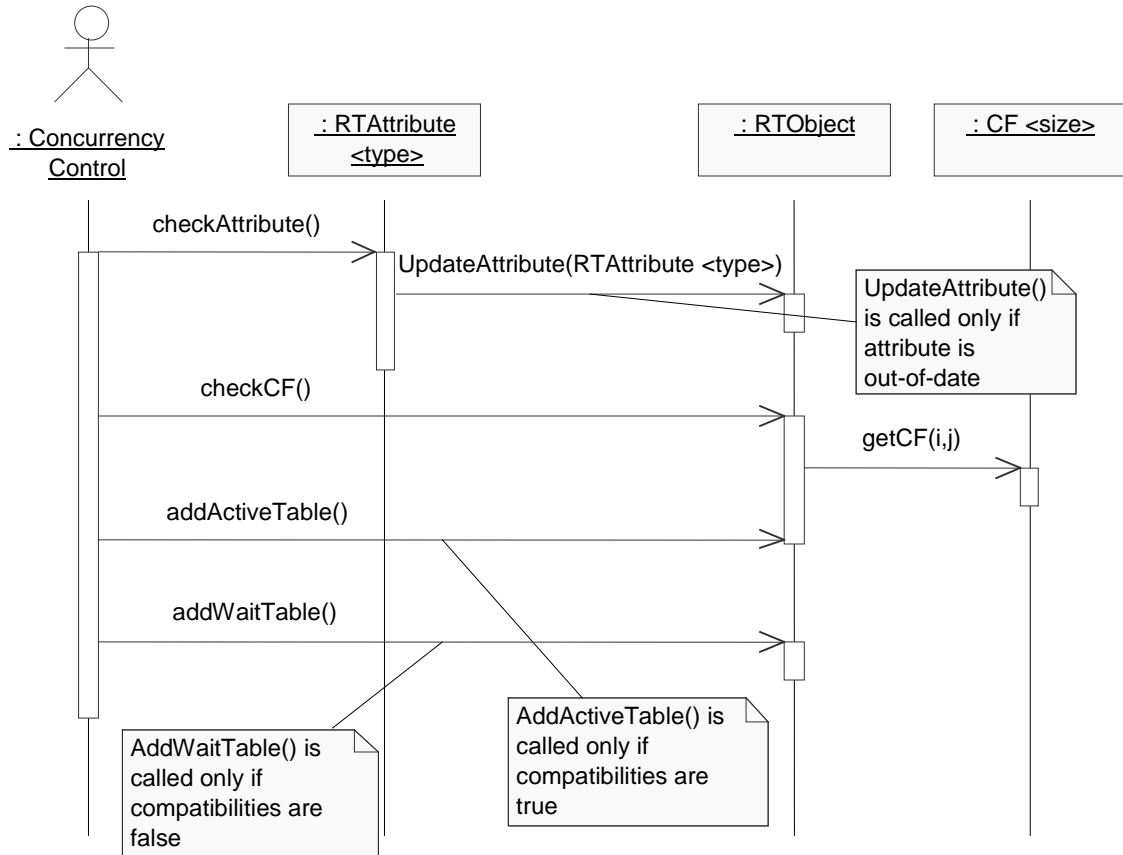 : Concurrency
Control
: RTAttribute
<type>
: RTObject
: CF <size>
checkAttribute()
UpdateAttribute(RTAttribute <type>)
UpdateAttribute()
is called only if
attribute is
out-of-date
checkCF()
getCF(i,j)
addActiveTable()
addWaitTable()
AddWaitTable() is
called only if
compatibilities are
false
AddActiveTable() is
called only if
compatibilities are
true